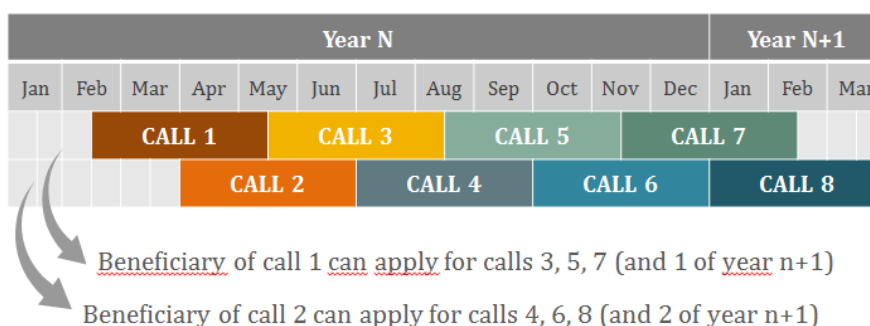 Year N Year N+1
Jan Feb Mar Apr May Jun Jul Aug Sep Oct Nov Dec Jan Feb Mar
CALL 1 CALL 3 CALL 5 CALL 7
CALL 2 CALL 4 CALL 6 CALL 8
Beneficiary of call 1 can apply for calls 3, 5, 7 (and 1 of year n+1)
Beneficiary of call 2 can apply for calls 4, 6, 8 (and 2 of year n+1)